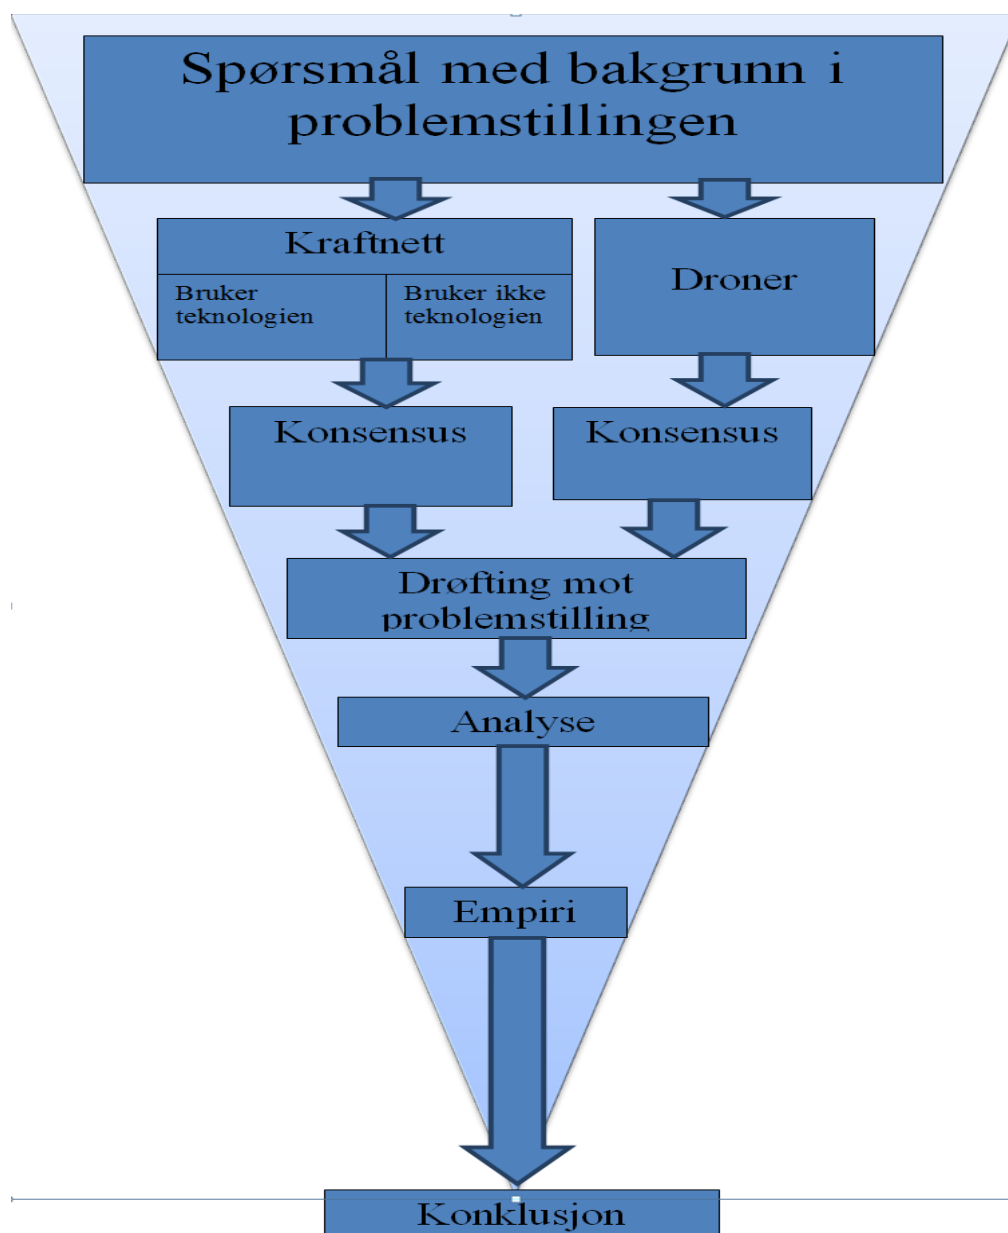 Spørsmål med bakgrunn i
problemstillingen
Kraftnett
Bruker
teknologien
Bruker ikke
teknologien
Droner
Konsensus
Konsensus
Drøfting mot
problemstilling
Analyse
Empiri
Konklusjon